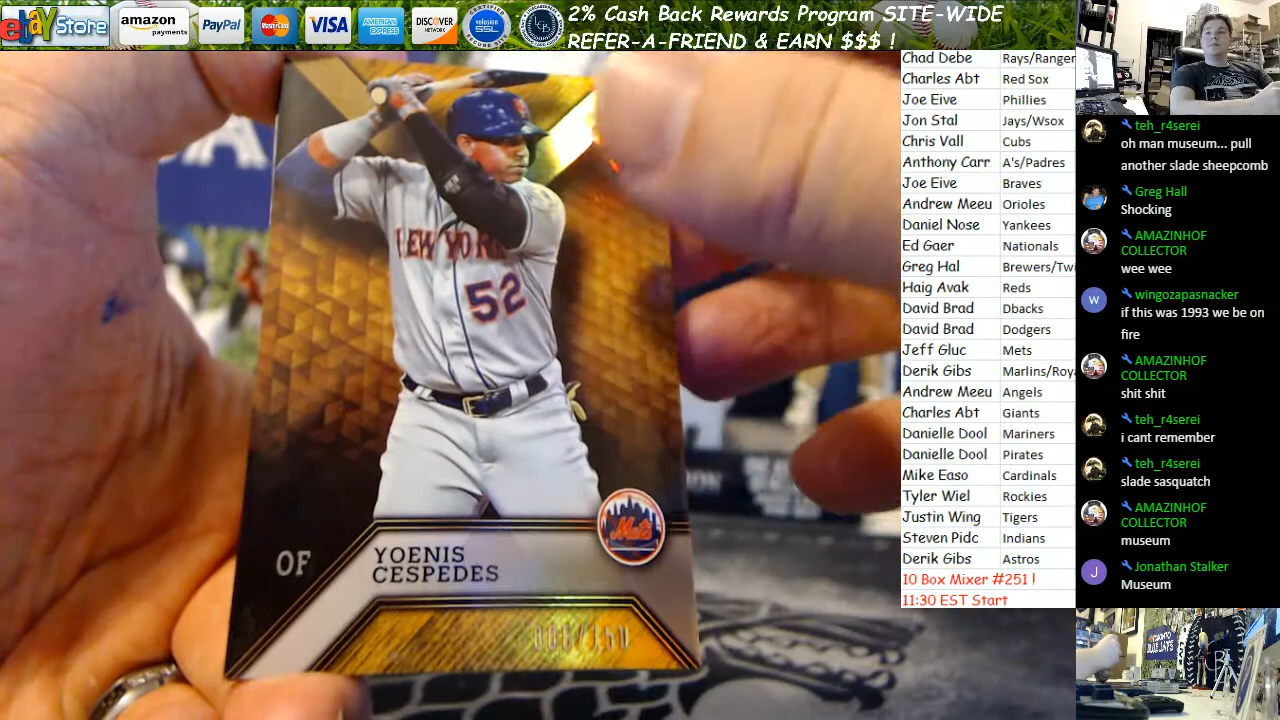 ebay Store
amazon
payments
PayPal
MasterCard
VISA
AMERICAN
EXPRESS
DISCOVER
NETWORK
volusion
SSL
2% Cash Back Rewards Program SITE-WIDE
REFER-A-FRIEND & EARN $$$ !
NEW YORK
52
Mets
OF
YOENIS
CESPEDES
Chad Debe Rays/Ranger
Charles Abt Red Sox
Joe Eive Phillies
Jon Stal Jays/Wsox
Chris Vall Cubs
Anthony Carr A's/Padres
Joe Eive Braves
Andrew Meeu Orioles
Daniel Nose Yankees
Ed Gaer Nationals
Greg Hal Brewers/Twi
Haig Avak Reds
David Brad Dbacks
David Brad Dodgers
Jeff Gluc Mets
Derik Gibs Marlins/Roya
Andrew Meeu Angels
Charles Abt Giants
Danielle Dool Mariners
Danielle Dool Pirates
Mike Easo Cardinals
Tyler Wiel Rockies
Justin Wing Tigers
Steven Pidc Indians
Derik Gibs Astros
10 Box Mixer #251 !
11:30 EST Start
teh_r4serei
oh man museum... pull
another slade sheepcomb
Greg Hall
Shocking
AMAZINHOF
COLLECTOR
wee wee
W
wingozapasnacker
if this was 1993 we be on
fire
AMAZINHOF
COLLECTOR
shit shit
teh_r4serei
i cant remember
teh_r4serei
slade sasquatch
AMAZINHOF
COLLECTOR
museum
J
Jonathan Stalker
Museum
TORONTO
BLUE JAYS